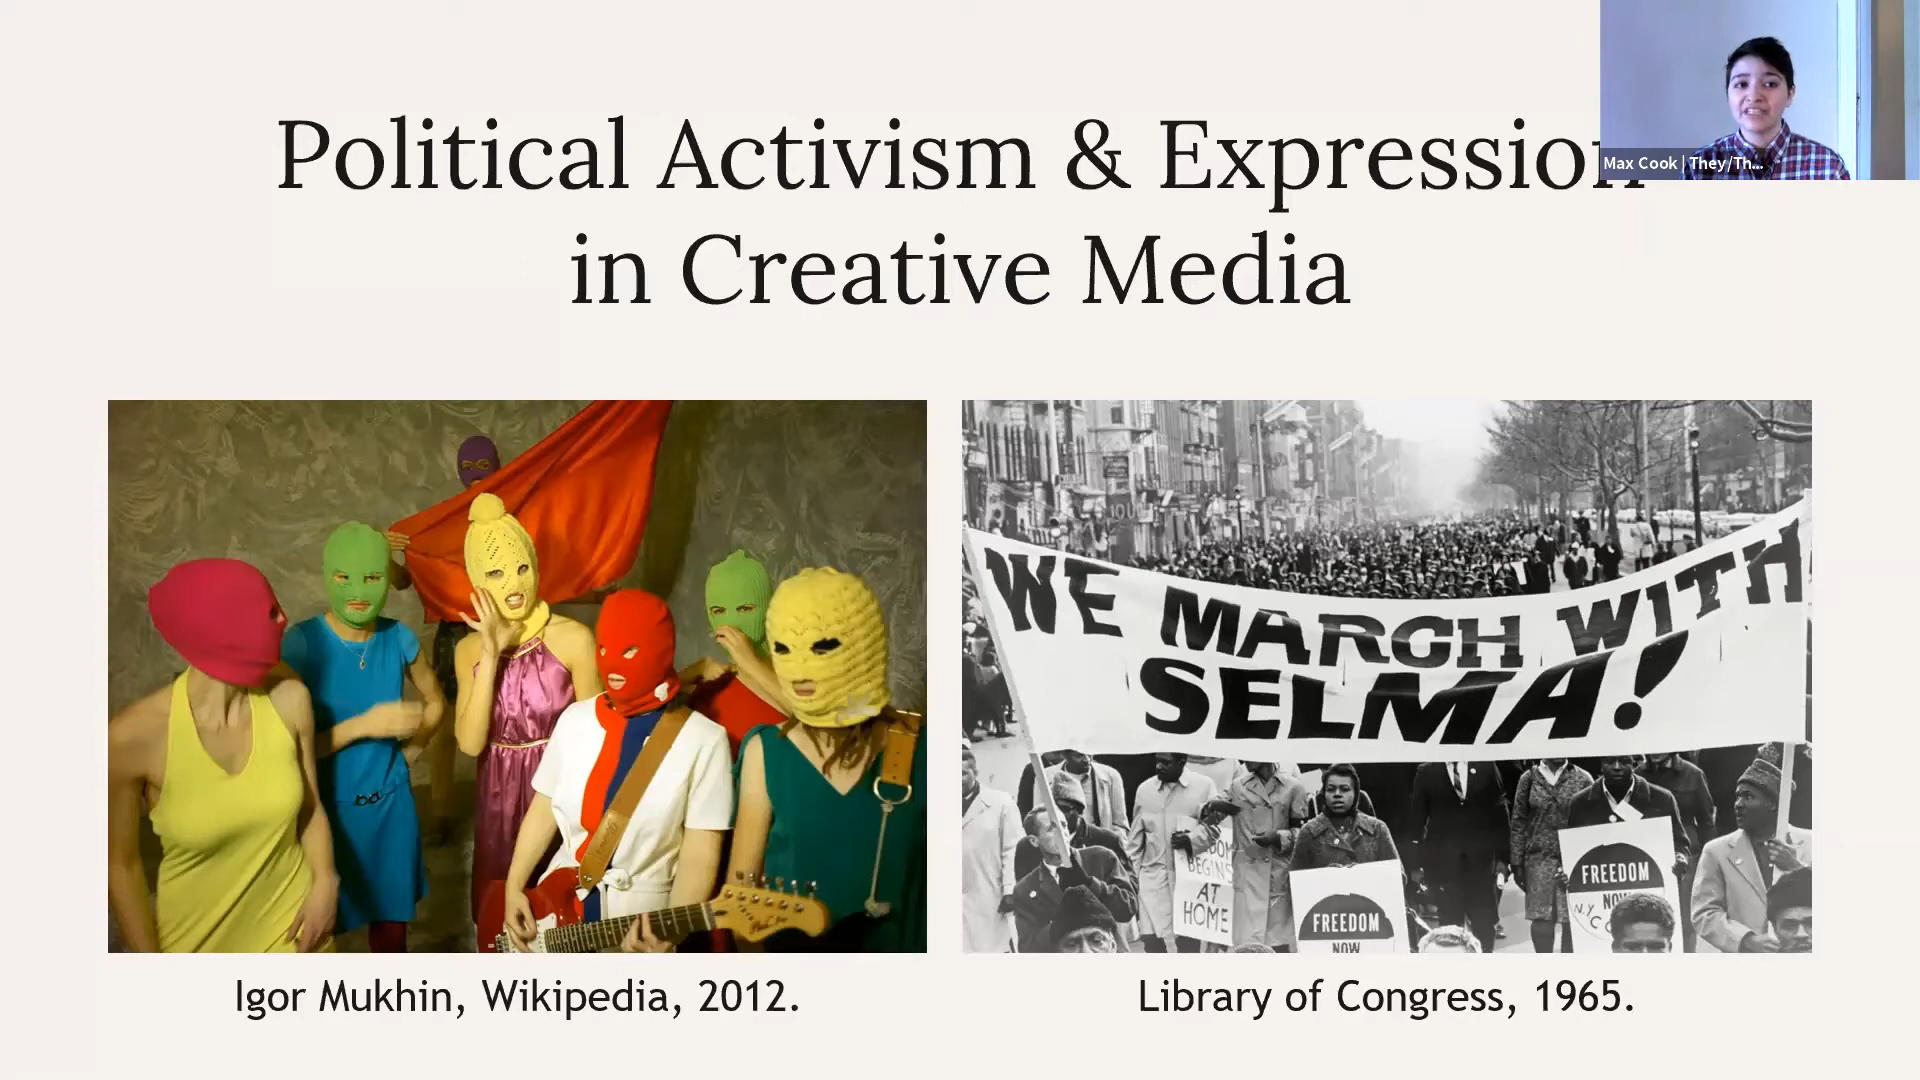 Political Activism & Expression
in Creative Media
Max Cook | They/Th...
WE MARCH WITH
SELMA!
BEGINS
AT
HOME
FREEDOM
NOW
FREEDOM
NOW
N.Y.C
Igor Mukhin, Wikipedia, 2012.
Library of Congress, 1965.